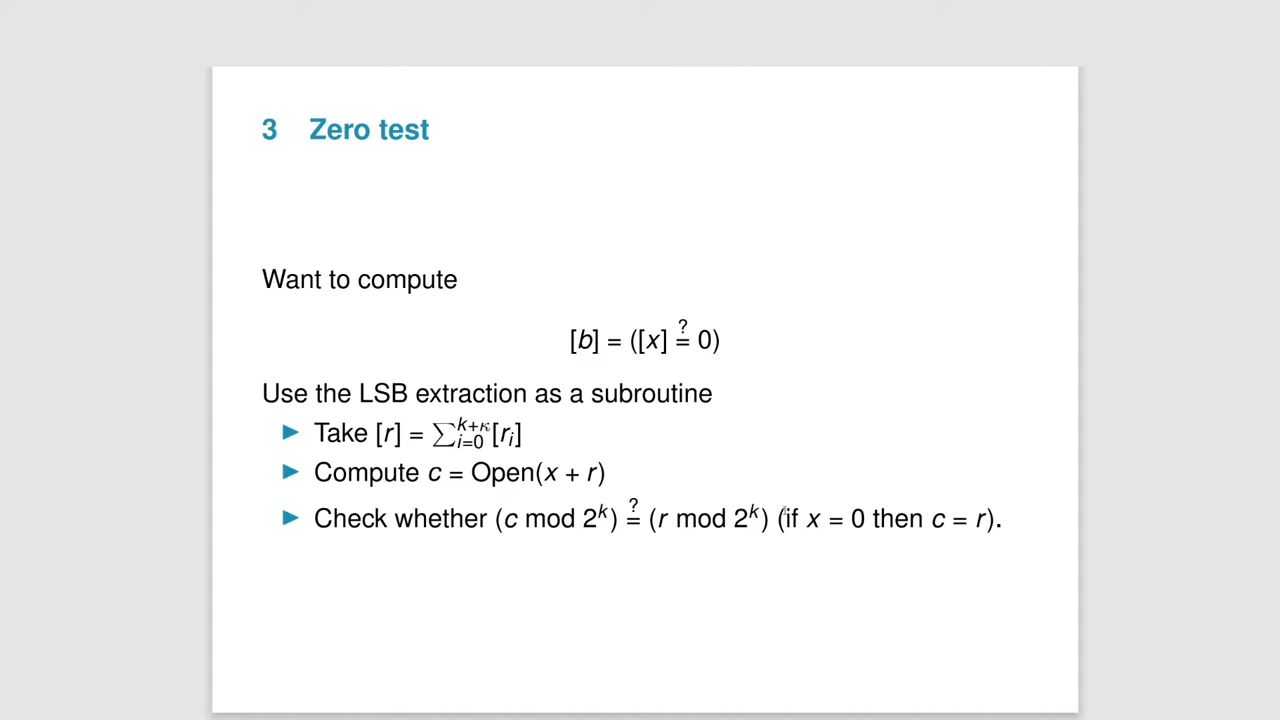 3 Zero test
Want to compute
[b] = ([x] ≟ 0)
Use the LSB extraction as a subroutine
▶ Take [r] = ∑_{i=0}^{k+κ} [r_i]
▶ Compute c = Open(x + r)
▶ Check whether (c mod 2^k) ≟ (r mod 2^k) (if x = 0 then c = r).